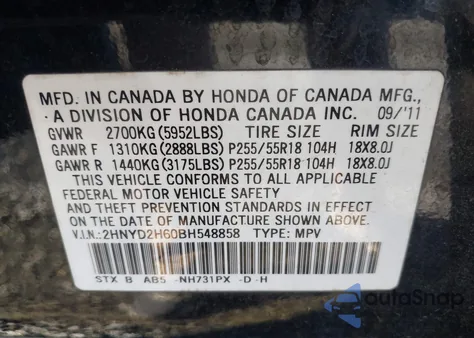 MFD. IN CANADA BY HONDA OF CANADA MFG.,
A DIVISION OF HONDA CANADA INC. 09/'11
GVWR 2700KG(5952LBS) TIRE SIZE RIM SIZE
GAWR F 1310KG(2888LBS) P255/55R18 104H 18X8.0J
GAWR R 1440KG(3175LBS) P255/55R18 104H 18X8.0J
THIS VEHICLE CONFORMS TO ALL APPLICABLE
FEDERAL MOTOR VEHICLE SAFETY
AND THEFT PREVENTION STANDARDS IN EFFECT ON
THE DATE OF MANUFACTURE SHOWN ABOVE.
V.I.N.: 2HNYD2H60BH548858 TYPE: MPV
STX B AB5 -NH731PX -D-H
autoSnap